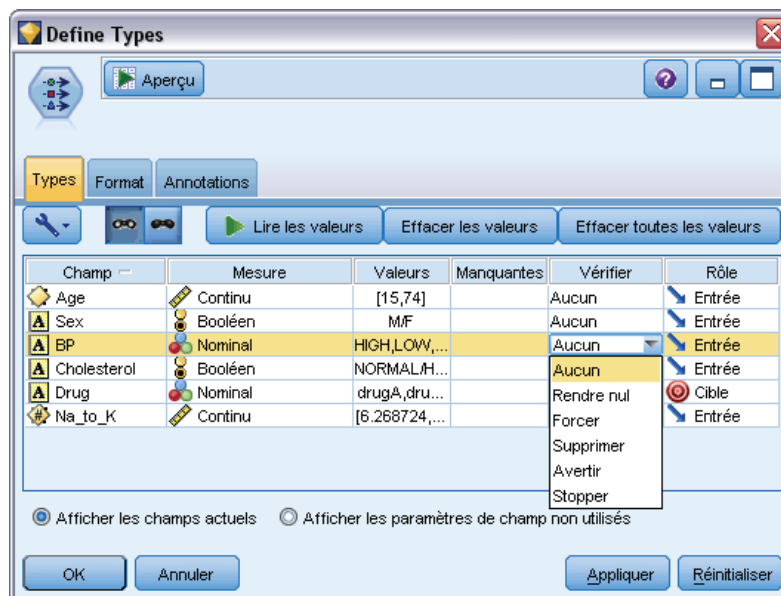 Define Types
Aperçu
Types Format Annotations
Lire les valeurs Effacer les valeurs Effacer toutes les valeurs
Champ Mesure Valeurs Manquantes Vérifier Rôle
Age Continu [15,74] Aucun Entrée
A Sex Booléen M/F Aucun Entrée
A BP Nominal HIGH,LOW,... Aucun Entrée
A Cholesterol Booléen NORMAL/H... Aucun Entrée
A Drug Nominal drugA,dru... Rendre nul Cible
# Na_to_K Continu [6.268724,... Forcer Entrée
Supprimer
Avertir
Stopper
Afficher les champs actuels Afficher les paramètres de champ non utilisés
OK Annuler Appliquer Réinitialiser